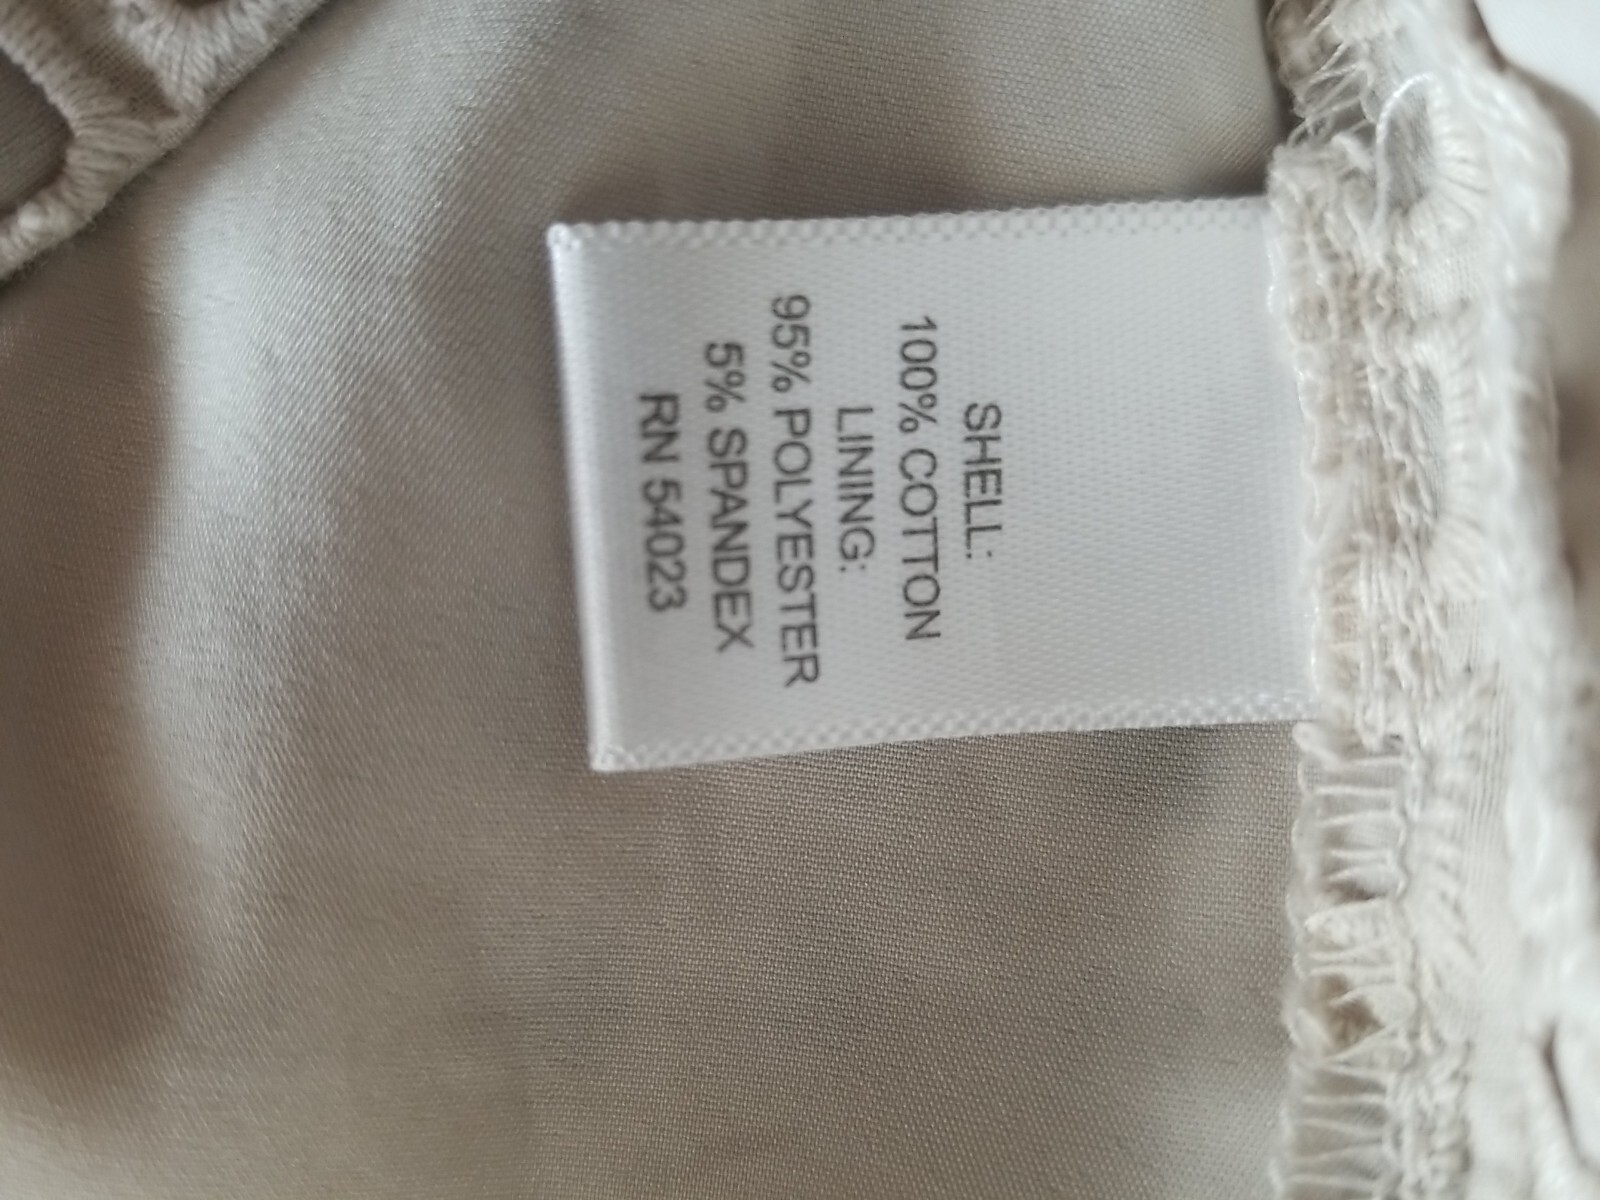 SHELL:
100% COTTON
LINING:
95% POLYESTER
5% SPANDEX
RN 54023